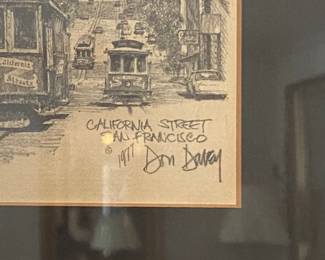 California
Street
CALIFORNIA STREET
SAN FRANCISCO
© 1977 Don Davey